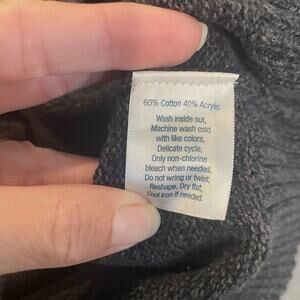 60% Cotton 40% Acrylic
Wash inside out,
Machine wash cold
with like colors,
Delicate cycle,
Only non-chlorine
bleach when needed.
Do not wring or twist,
Reshape, Dry flat,
Cool Iron if needed.